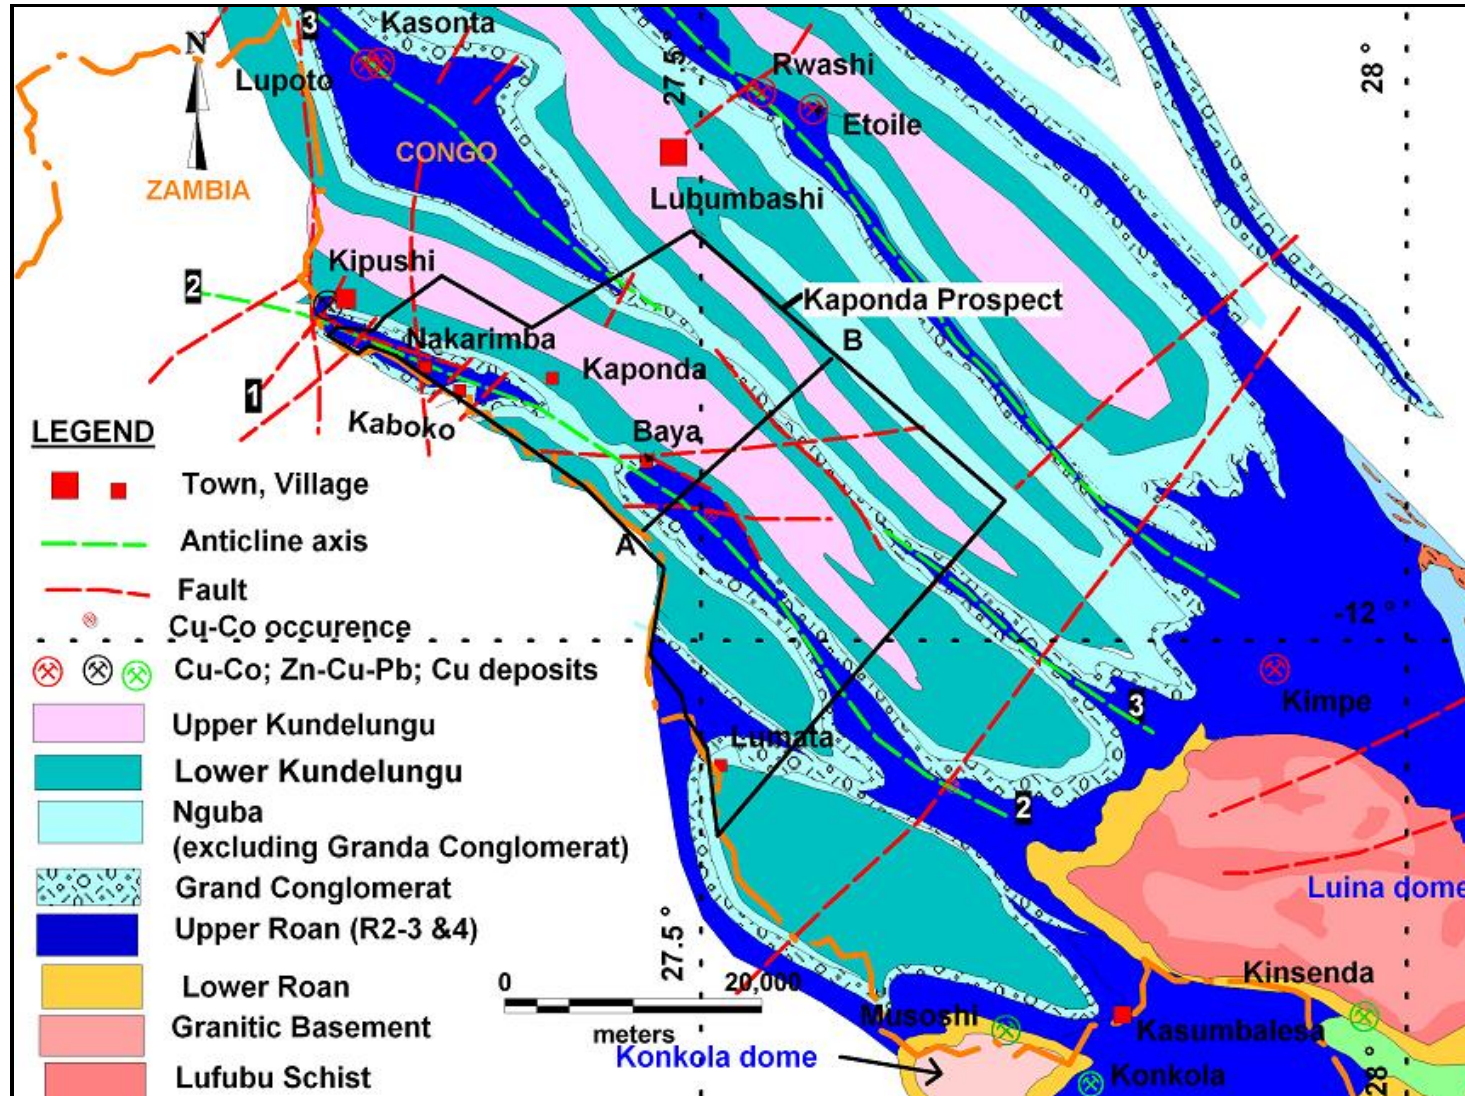 3
Kasonta
N
Lupoto
27.5°
Rwashi
28°
Etoile
CONGO
ZAMBIA
Lubumbashi
Kipushi
2
Kaponda Prospect
Nakarimba
B
Kaponda
1
Kaboko
Baya
A
LEGEND
Town, Village
Anticline axis
Fault
Cu-Co occurence
Cu-Co; Zn-Cu-Pb; Cu deposits
Upper Kundelungu
Lower Kundelungu
Nguba
(excluding Granda Conglomerat)
Grand Conglomerat
Upper Roan (R2-3 &4)
Lower Roan
Granitic Basement
Lufubu Schist
-12°
Kimpe
3
Lumata
2
Luina dome
27.5°
0
20,000
meters
Kinsenda
Musoshi
Kasumbalesa
Konkola dome
Konkola
28°